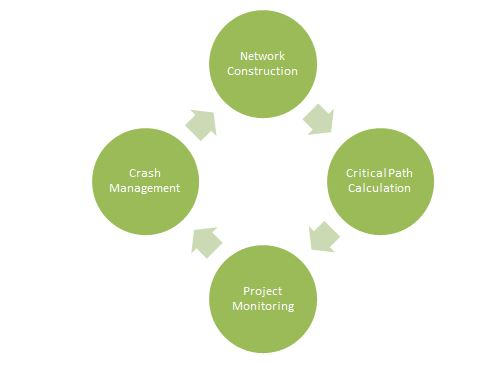 Network
Construction
Critical Path
Calculation
Project
Monitoring
Crash
Management